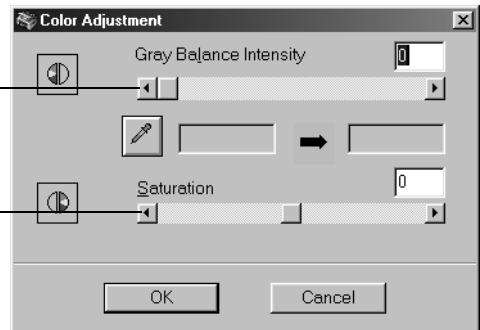 Color Adjustment
Gray Balance Intensity
0
Saturation
0
OK
Cancel